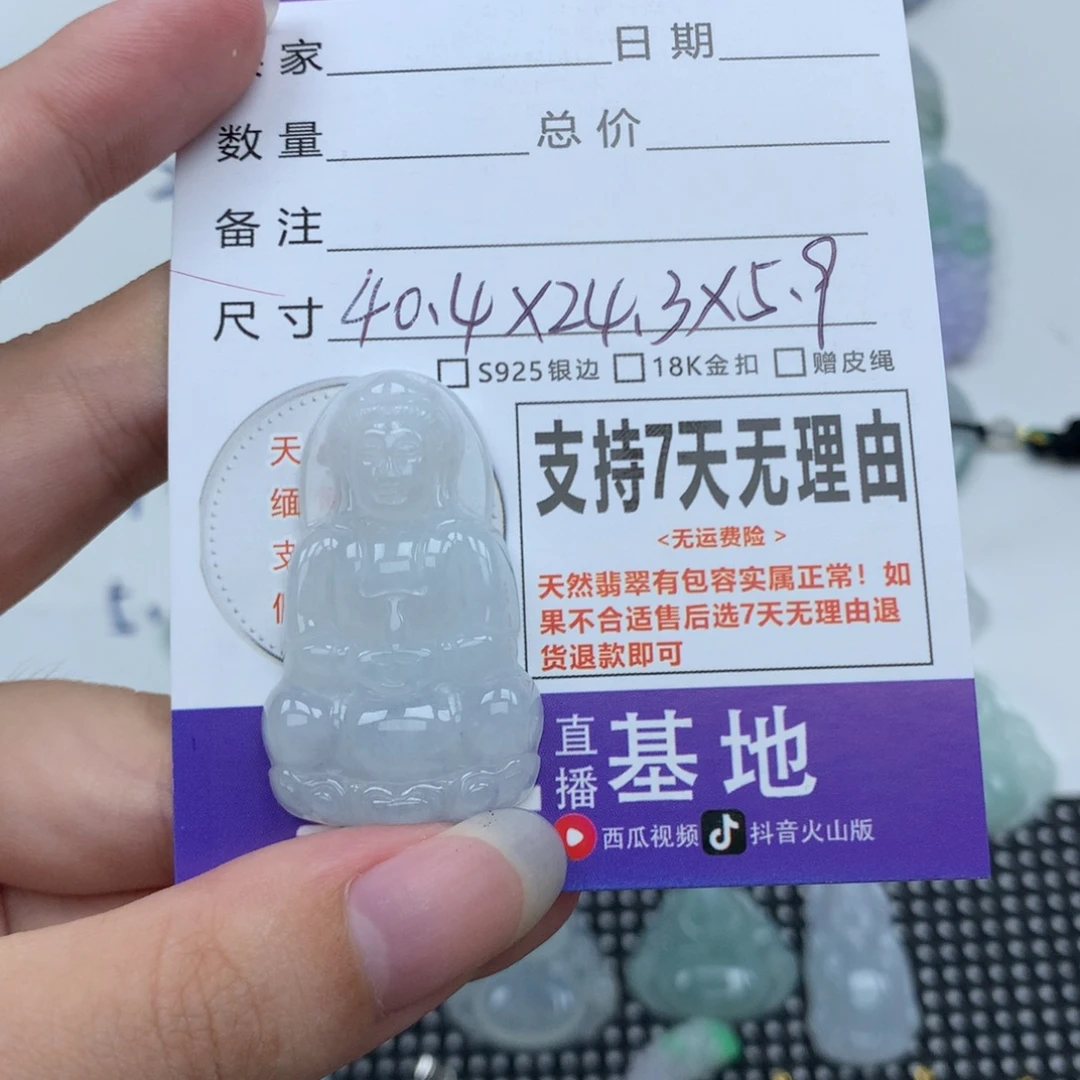 家 日期
数量 总价
备注
尺寸 40.4X24.3X5.9
S925银边 18K金扣 赠皮绳
天
缅
支持7天无理由
<无运费险 >
天然翡翠有包容实属正常！如
果不合适售后选7天无理由退
货退款即可
直播 基地
西瓜视频 抖音火山版